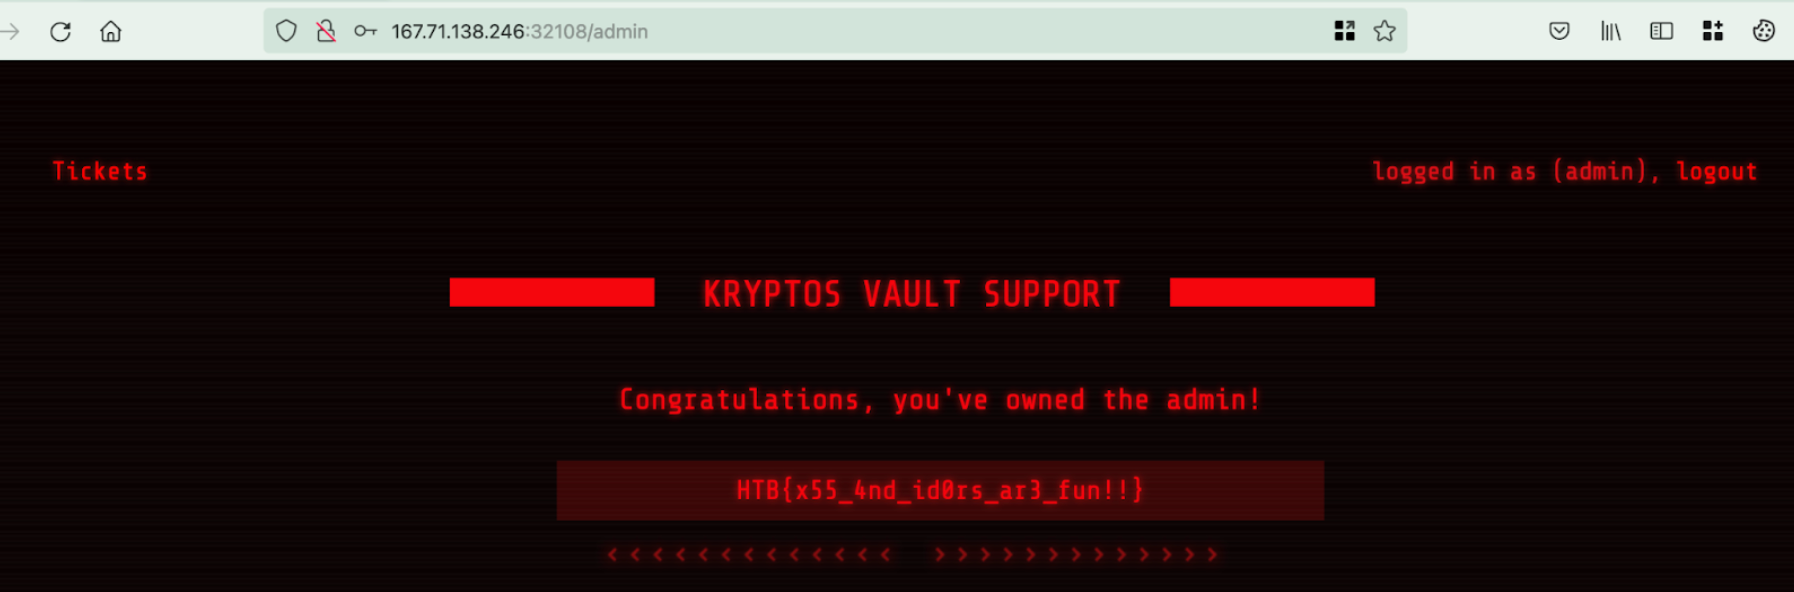 167.71.138.246:32108/admin
Tickets
logged in as (admin), logout
KRYPTOS VAULT SUPPORT
Congratulations, you've owned the admin!
HTB{x55_4nd_id0rs_ar3_fun!!}
< < < < < < < < < < < < < > > > > > > > > > > > > >